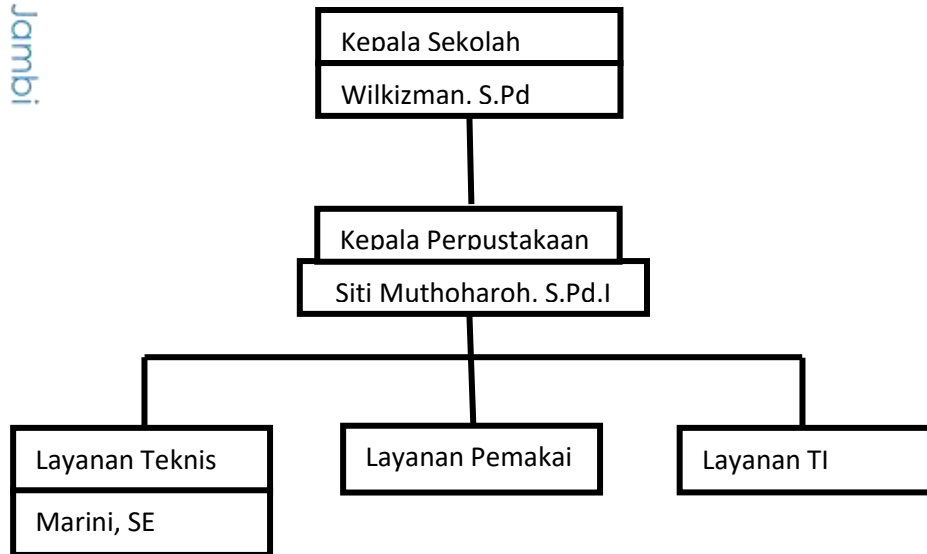 Jambi
Kepala Sekolah
Wilkizman. S.Pd
Kepala Perpustakaan
Siti Muthoharoh. S.Pd.I
Layanan Teknis
Marini, SE
Layanan Pemakai
Layanan TI